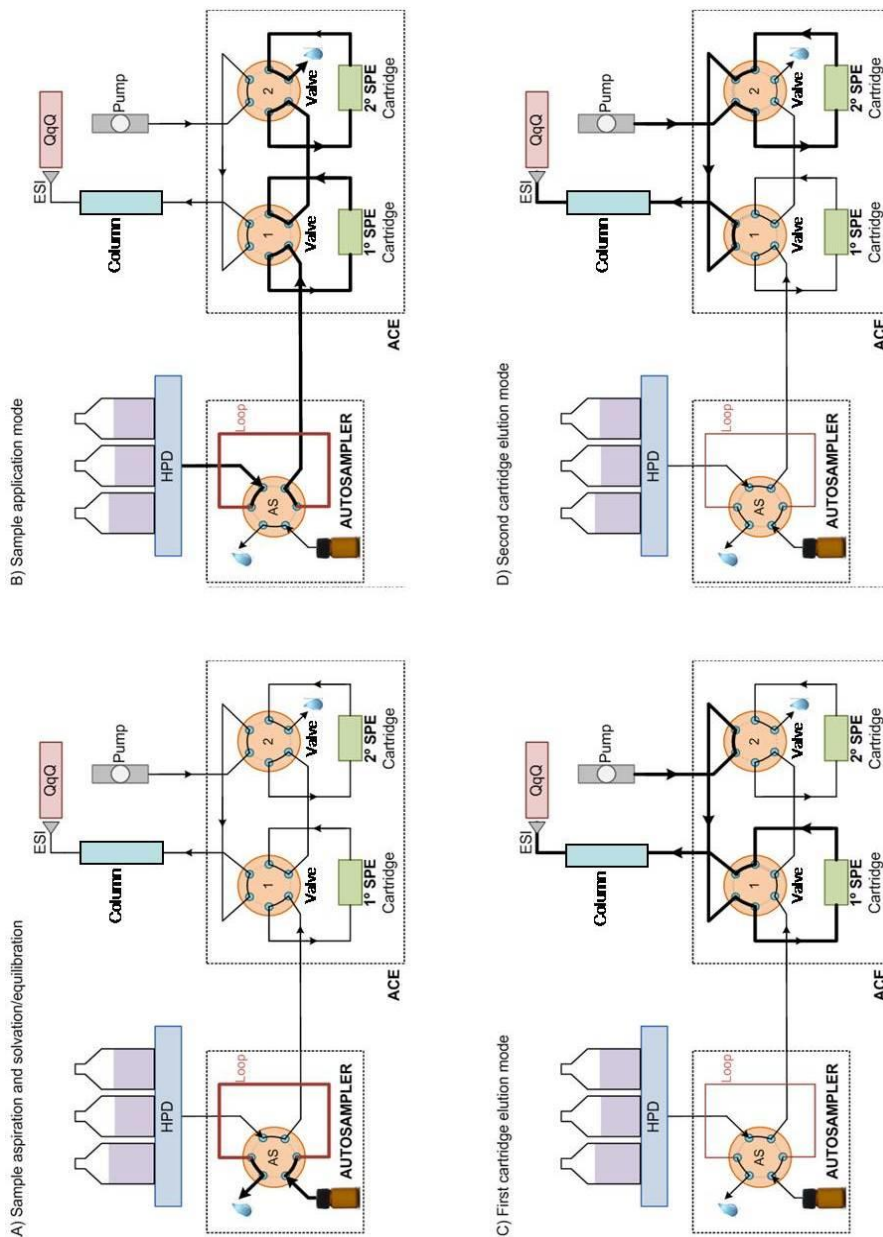 A) Sample aspiration and solvation/equilibration
HPD
Loop
AS
AUTOSAMPLER
QqQ
ESI
Pump
Column
1
Valve
2
Valve
1º SPE
Cartridge
2º SPE
Cartridge
ACE
B) Sample application mode
HPD
Loop
AS
AUTOSAMPLER
QqQ
ESI
Pump
Column
1
Valve
2
Valve
1º SPE
Cartridge
2º SPE
Cartridge
ACE
C) First cartridge elution mode
HPD
Loop
AS
AUTOSAMPLER
QqQ
ESI
Pump
Column
1
Valve
2
Valve
1º SPE
Cartridge
2º SPE
Cartridge
ACE
D) Second cartridge elution mode
HPD
Loop
AS
AUTOSAMPLER
QqQ
ESI
Pump
Column
1
Valve
2
Valve
1º SPE
Cartridge
2º SPE
Cartridge
ACE